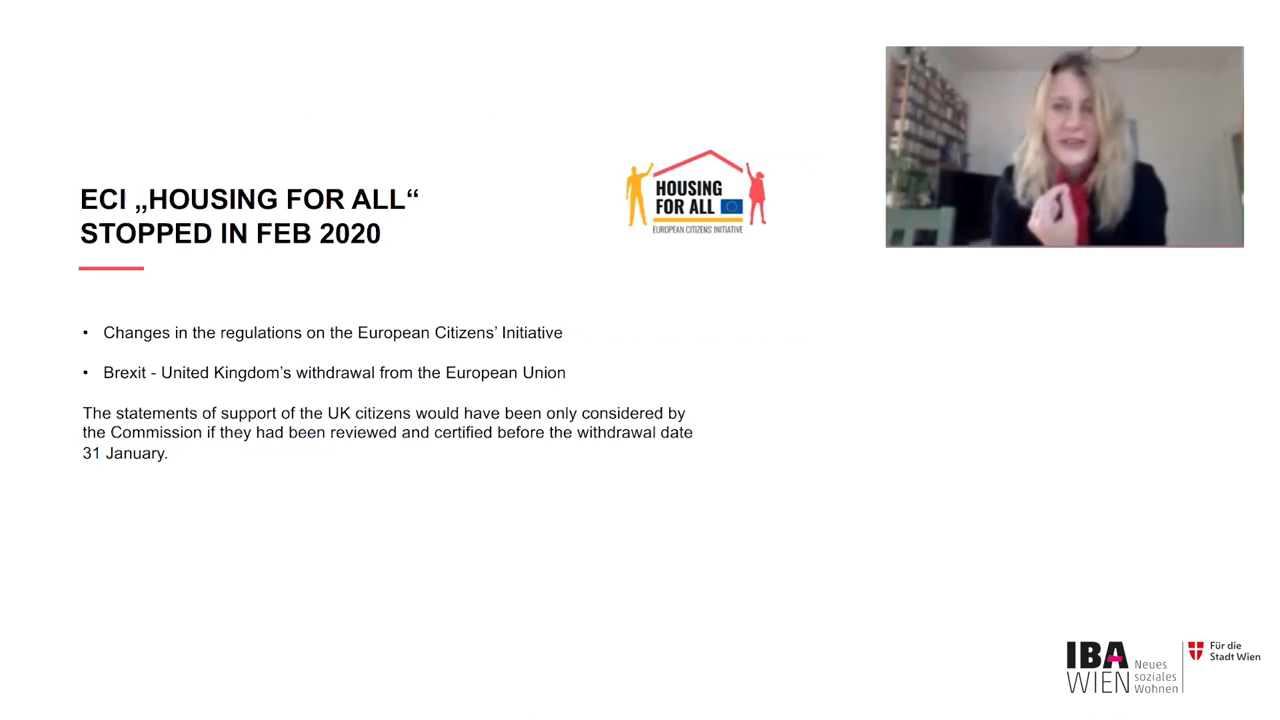 ECI „HOUSING FOR ALL“
STOPPED IN FEB 2020
HOUSING
FOR ALL
EUROPEAN CITIZENS' INITIATIVE
• Changes in the regulations on the European Citizens’ Initiative
• Brexit - United Kingdom’s withdrawal from the European Union
The statements of support of the UK citizens would have been only considered by
the Commission if they had been reviewed and certified before the withdrawal date
31 January.
IBA
WIEN
Neues
soziales
Wohnen
Für die
Stadt Wien